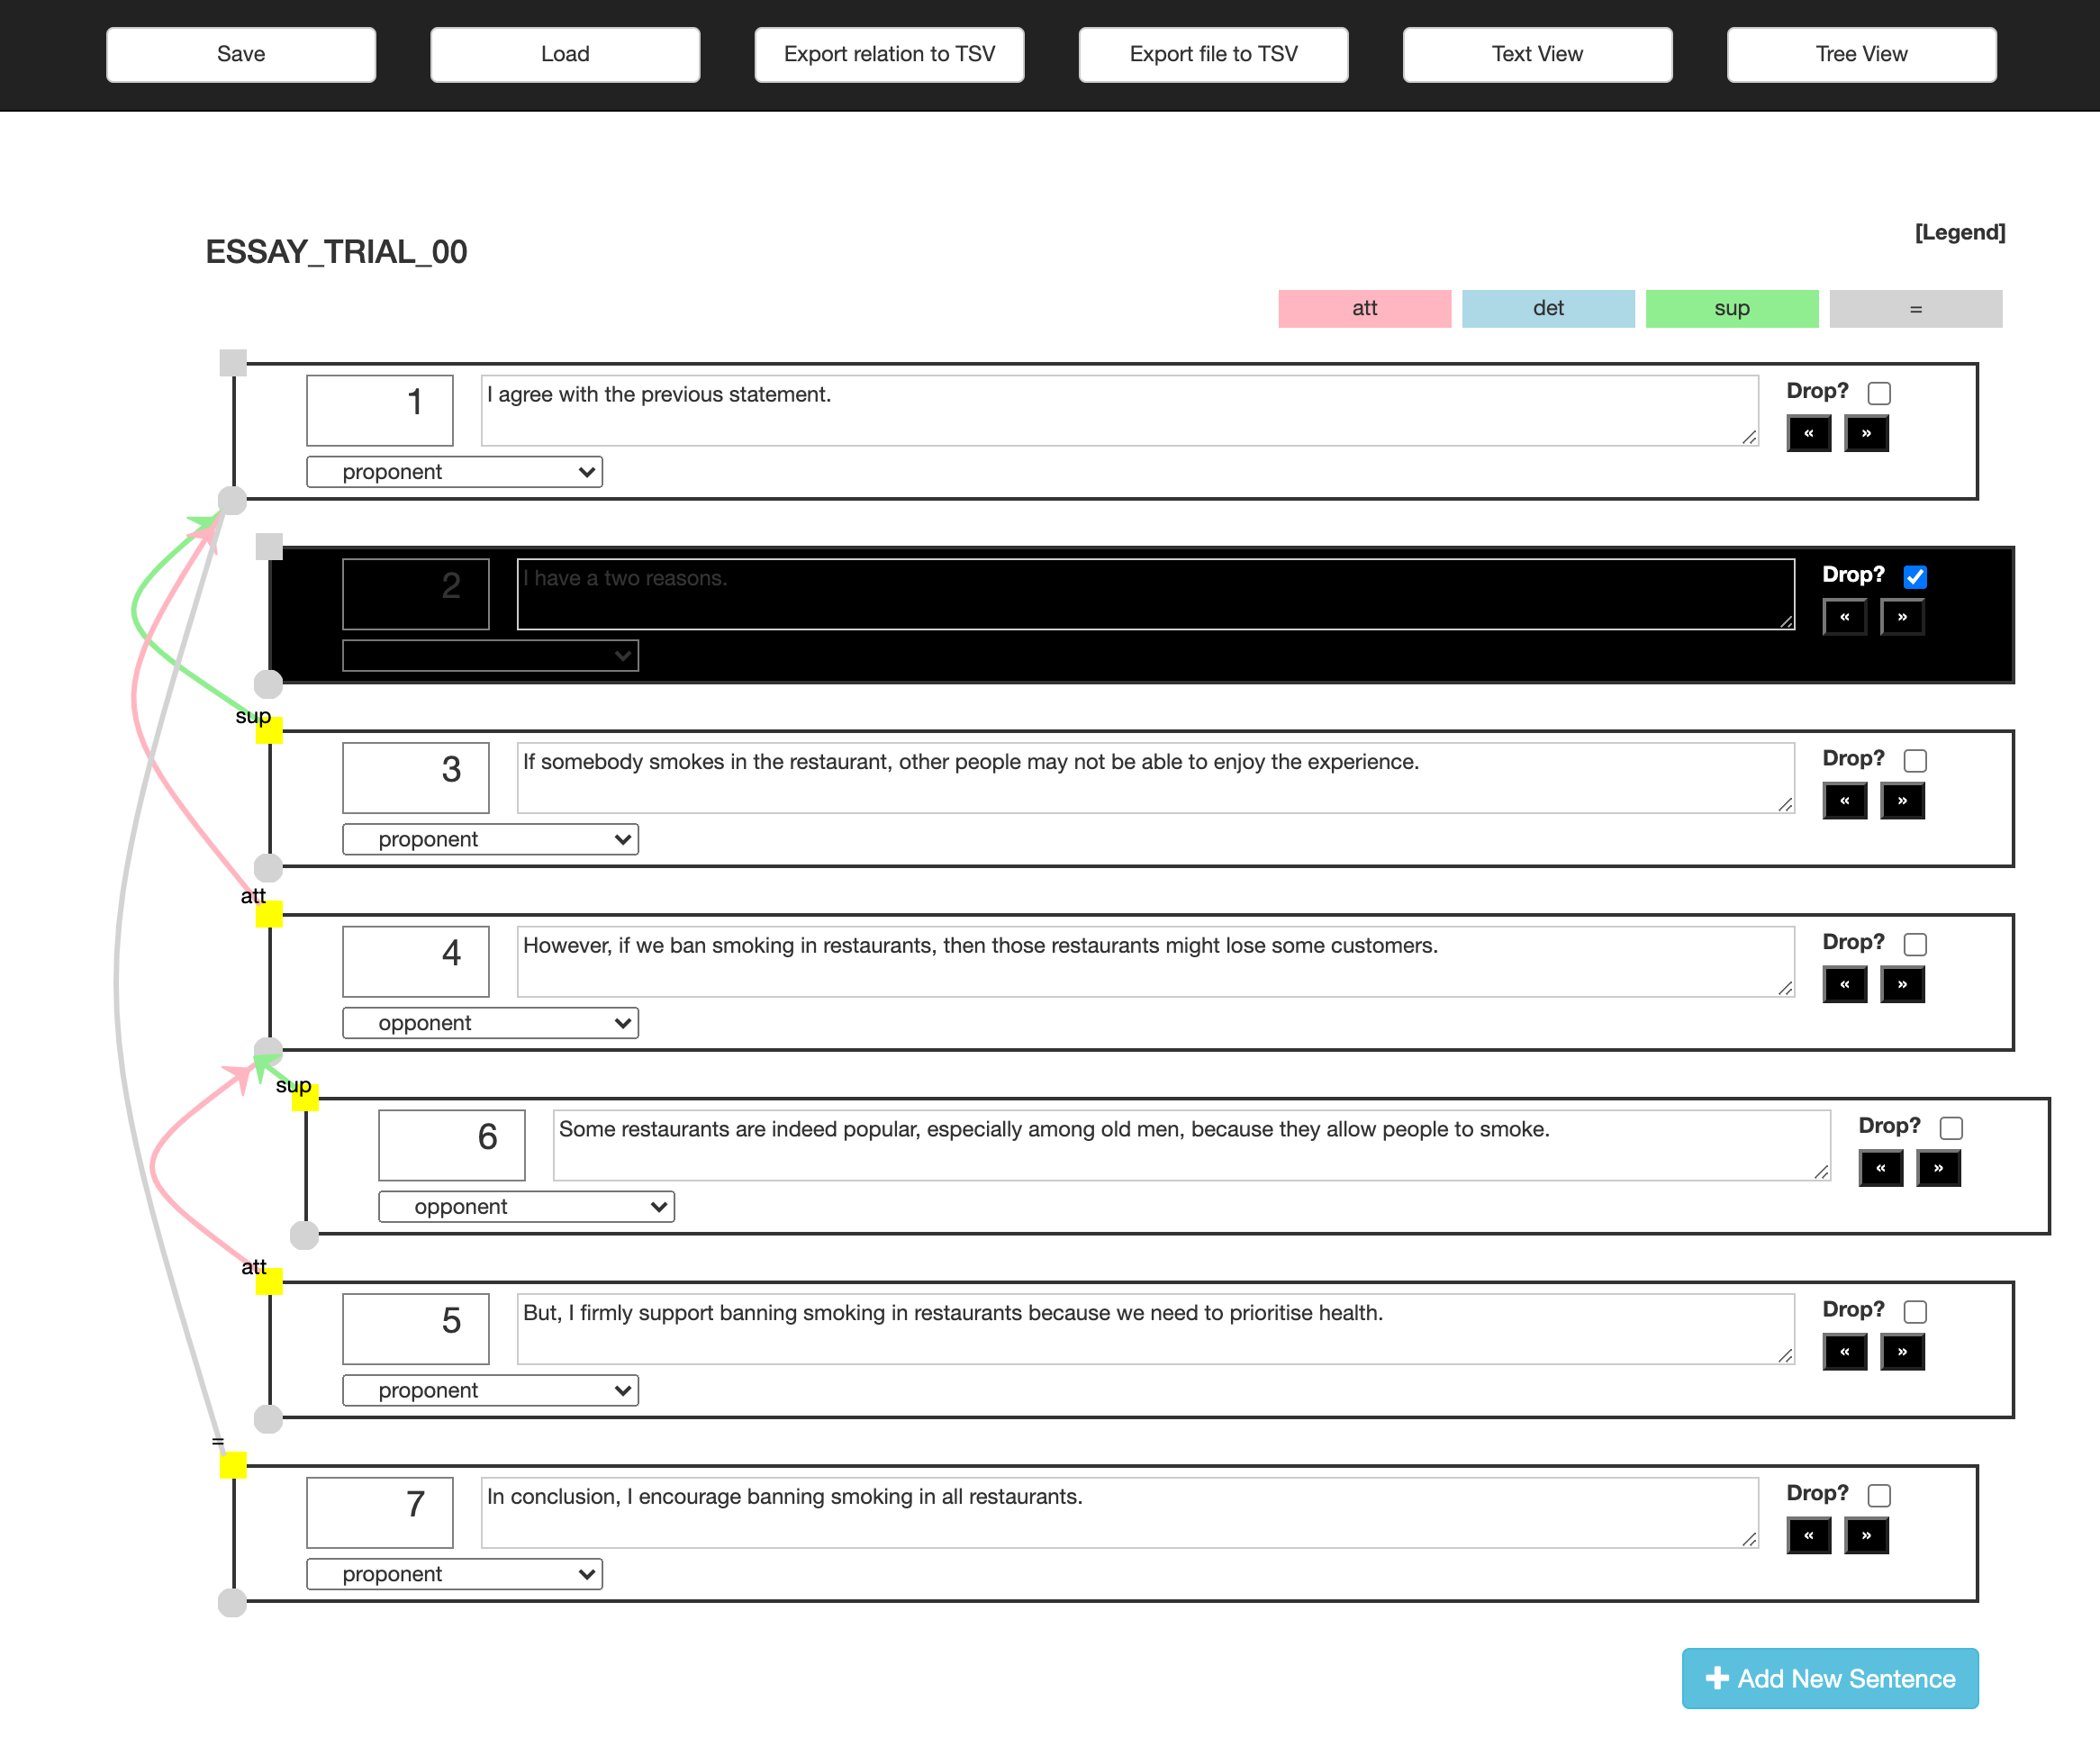 Save Load Export relation to TSV Export file to TSV Text View Tree View
[Legend]
ESSAY_TRIAL_00
att det sup =
1 I agree with the previous statement. Drop?
« »
proponent
2 I have a two reasons. Drop?
« »
sup
3 If somebody smokes in the restaurant, other people may not be able to enjoy the experience. Drop?
« »
proponent
att
4 However, if we ban smoking in restaurants, then those restaurants might lose some customers. Drop?
« »
opponent
sup
6 Some restaurants are indeed popular, especially among old men, because they allow people to smoke. Drop?
« »
opponent
att
5 But, I firmly support banning smoking in restaurants because we need to prioritise health. Drop?
« »
proponent
=
7 In conclusion, I encourage banning smoking in all restaurants. Drop?
« »
proponent
Add New Sentence